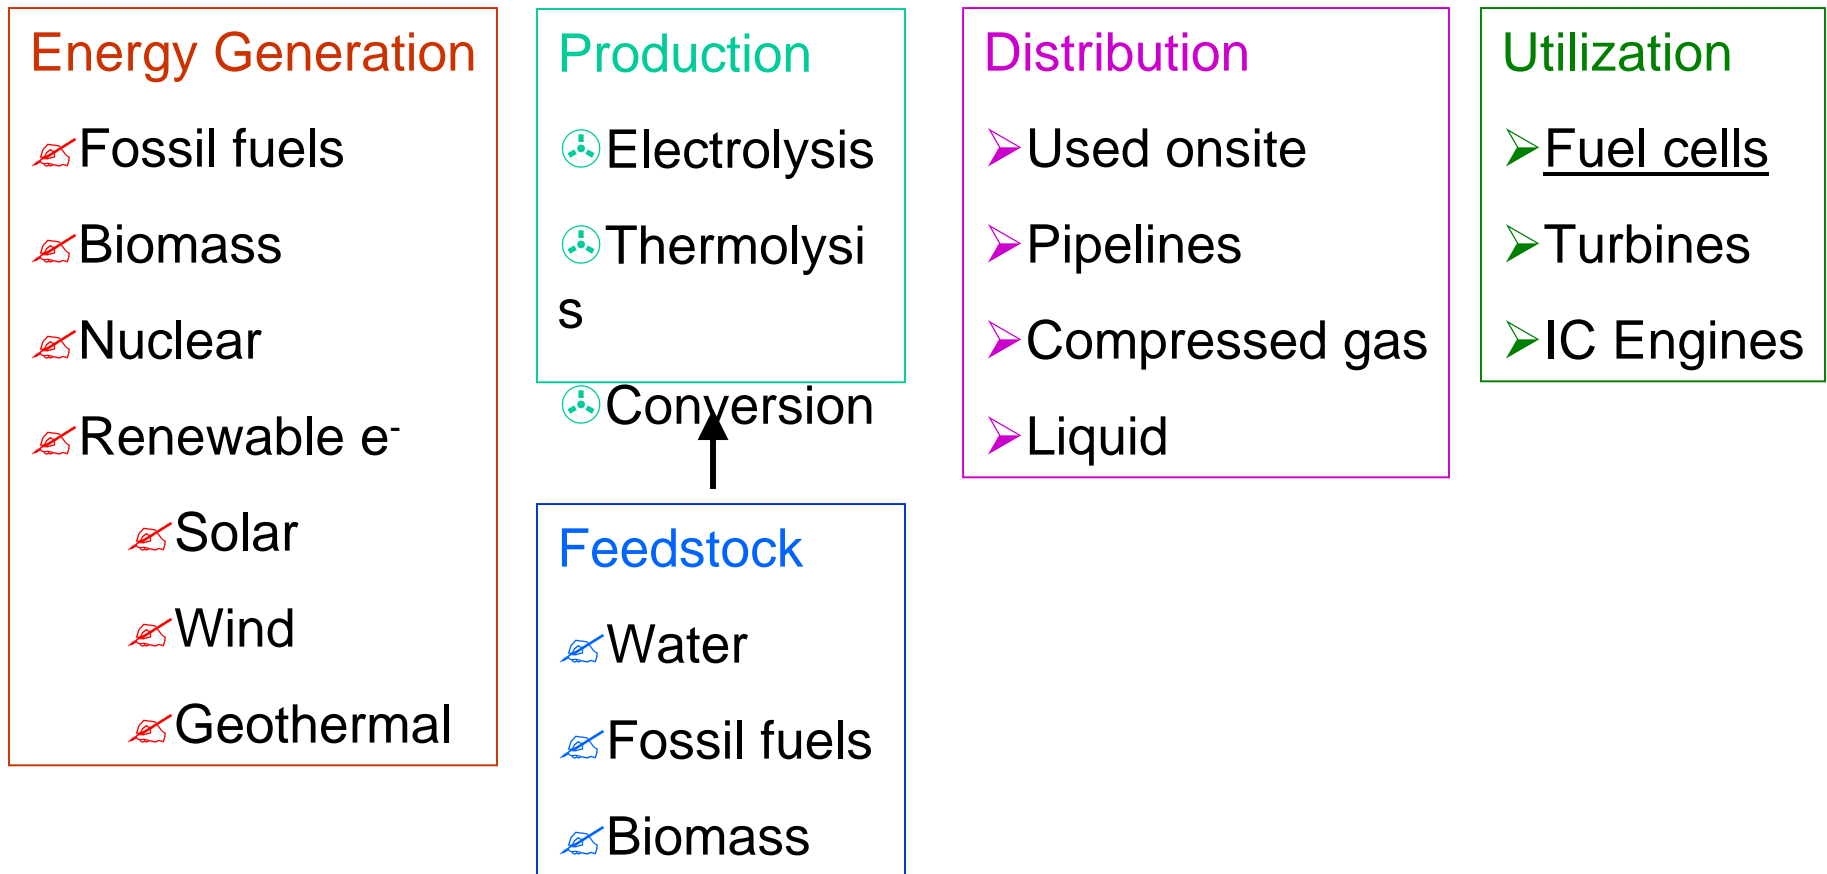 Energy Generation
Fossil fuels
Biomass
Nuclear
Renewable e-
Solar
Wind
Geothermal
Production
Electrolysis
Thermolysi
s
Conversion
Feedstock
Water
Fossil fuels
Biomass
Distribution
Used onsite
Pipelines
Compressed gas
Liquid
Utilization
Fuel cells
Turbines
IC Engines